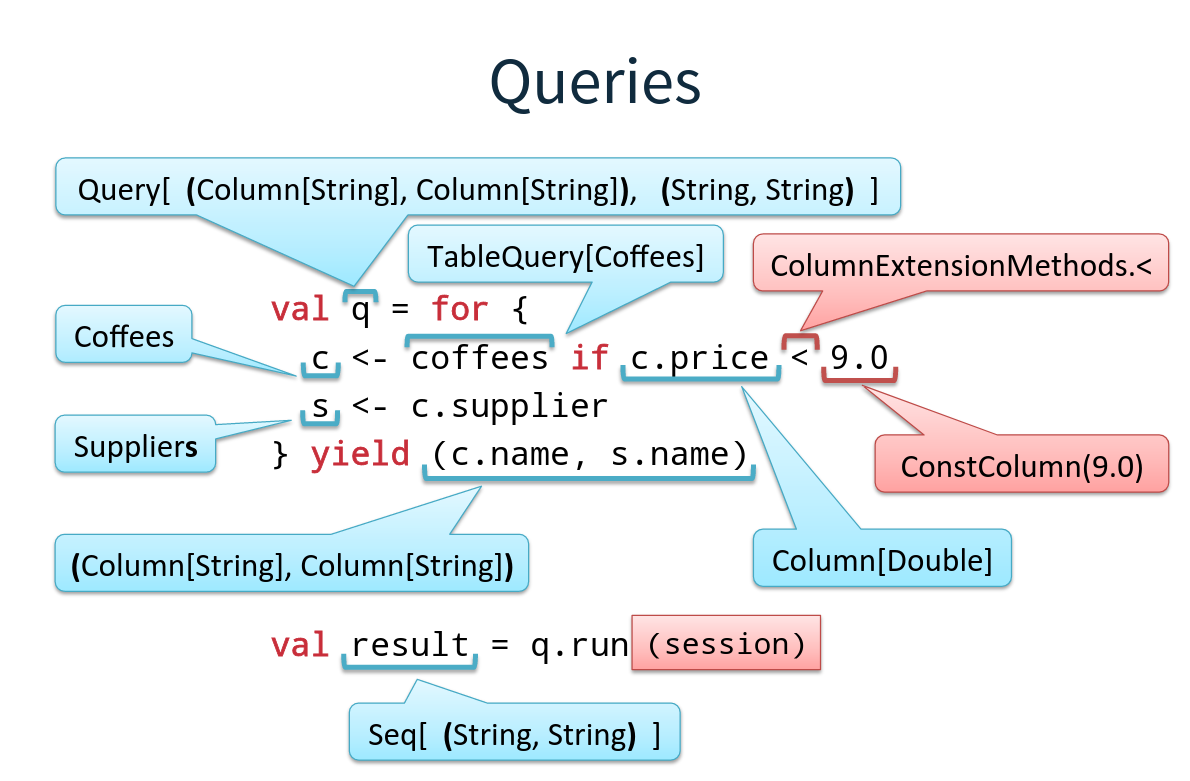 Queries
Query[ (Column[String], Column[String]), (String, String) ]
TableQuery[Coffees]
ColumnExtensionMethods.<
val q = for {
Coffees
c <- coffees if c.price < 9.0
s <- c.supplier
Suppliers
} yield (c.name, s.name)
ConstColumn(9.0)
(Column[String], Column[String])
Column[Double]
val result = q.run (session)
Seq[ (String, String) ]